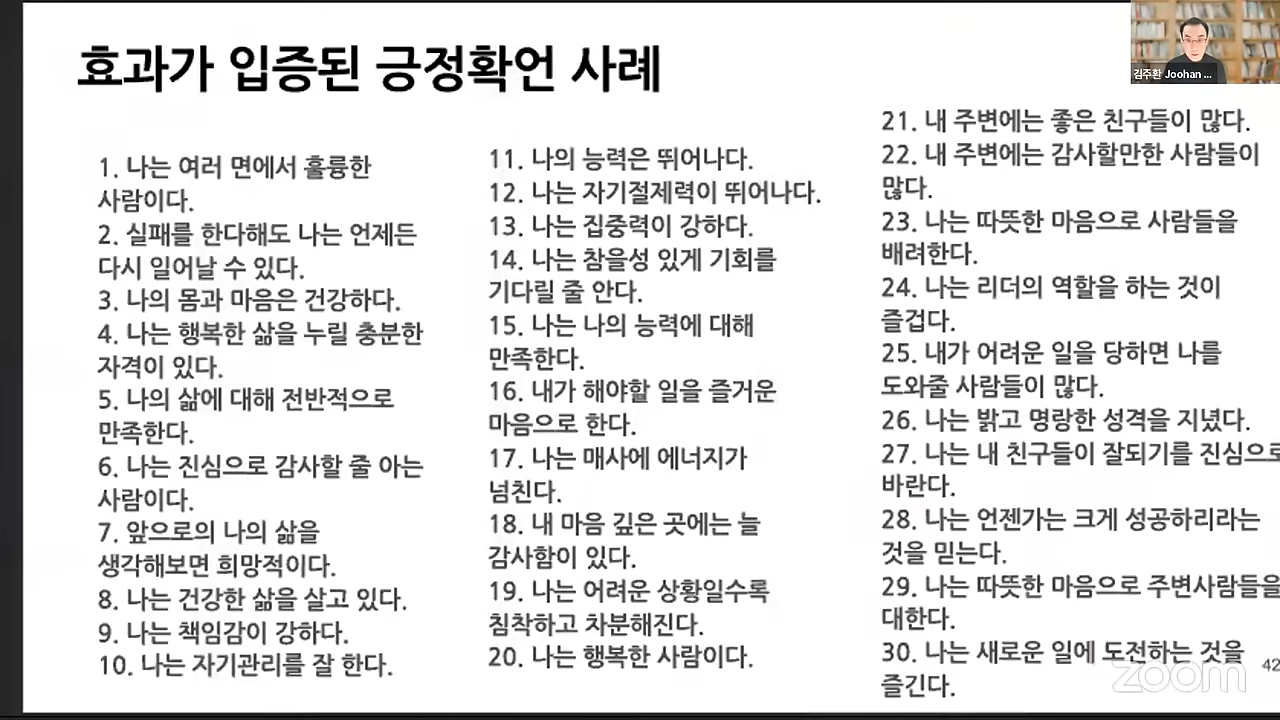 효과가 입증된 긍정확언 사례
김주환 Joohan ...
1. 나는 여러 면에서 훌륭한
사람이다.
2. 실패를 한다해도 나는 언제든
다시 일어날 수 있다.
3. 나의 몸과 마음은 건강하다.
4. 나는 행복한 삶을 누릴 충분한
자격이 있다.
5. 나의 삶에 대해 전반적으로
만족한다.
6. 나는 진심으로 감사할 줄 아는
사람이다.
7. 앞으로의 나의 삶을
생각해보면 희망적이다.
8. 나는 건강한 삶을 살고 있다.
9. 나는 책임감이 강하다.
10. 나는 자기관리를 잘 한다.
11. 나의 능력은 뛰어나다.
12. 나는 자기절제력이 뛰어나다.
13. 나는 집중력이 강하다.
14. 나는 참을성 있게 기회를
기다릴 줄 안다.
15. 나는 나의 능력에 대해
만족한다.
16. 내가 해야할 일을 즐거운
마음으로 한다.
17. 나는 매사에 에너지가
넘친다.
18. 내 마음 깊은 곳에는 늘
감사함이 있다.
19. 나는 어려운 상황일수록
침착하고 차분해진다.
20. 나는 행복한 사람이다.
21. 내 주변에는 좋은 친구들이 많다.
22. 내 주변에는 감사할만한 사람들이
많다.
23. 나는 따뜻한 마음으로 사람들을
배려한다.
24. 나는 리더의 역할을 하는 것이
즐겁다.
25. 내가 어려운 일을 당하면 나를
도와줄 사람들이 많다.
26. 나는 밝고 명랑한 성격을 지녔다.
27. 나는 내 친구들이 잘되기를 진심으로
바란다.
28. 나는 언젠가는 크게 성공하리라는
것을 믿는다.
29. 나는 따뜻한 마음으로 주변사람들을
대한다.
30. 나는 새로운 일에 도전하는 것을
즐긴다.
zoom
42